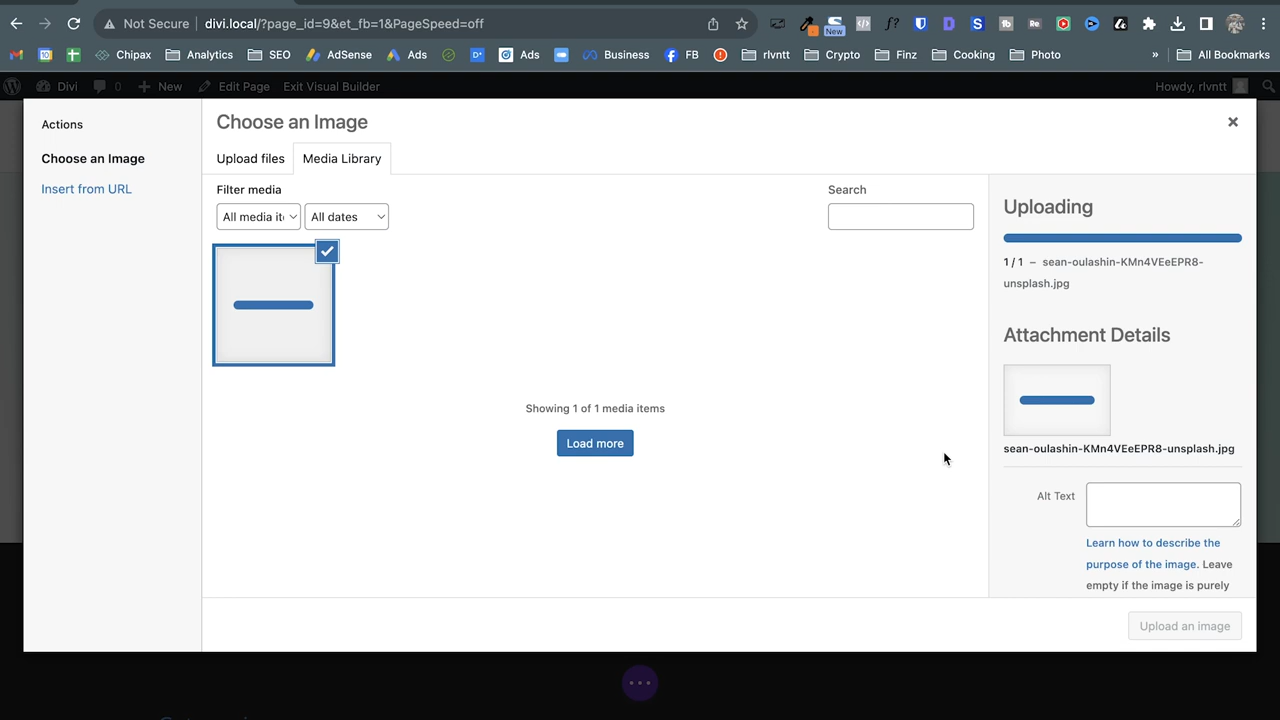 Not Secure divi.local/?page_id=9&et_fb=1&PageSpeed=off New
Chipax Analytics SEO AdSense Ads Ads Business FB rlvntt Crypto Finz Cooking Photo » All Bookmarks
Divi 0 New Edit Page Exit Visual Builder Howdy, rlvntt
Actions
Choose an Image
Insert from URL
Choose an Image
Upload files Media Library
Filter media
All media it All dates
Search
Showing 1 of 1 media items
Load more
Uploading
1 / 1 – sean-oulashin-KMn4VEeEPR8-
unsplash.jpg
Attachment Details
sean-oulashin-KMn4VEeEPR8-unsplash.jpg
Alt Text
Learn how to describe the
purpose of the image. Leave
empty if the image is purely
Upload an image